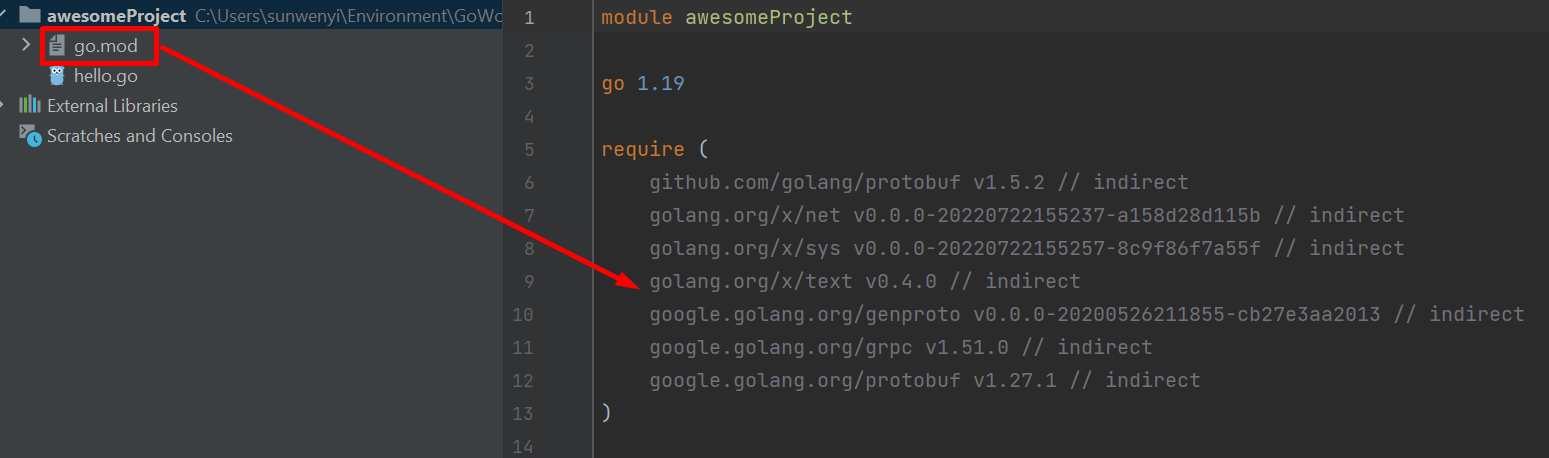 awesomeProject C:\Users\sunwenyi\Environment\GoWo
go.mod
hello.go
External Libraries
Scratches and Consoles
1 module awesomeProject
2
3 go 1.19
4
5 require (
6 github.com/golang/protobuf v1.5.2 // indirect
7 golang.org/x/net v0.0.0-20220722155237-a158d28d115b // indirect
8 golang.org/x/sys v0.0.0-20220722155257-8c9f86f7a55f // indirect
9 golang.org/x/text v0.4.0 // indirect
10 google.golang.org/genproto v0.0.0-20200526211855-cb27e3aa2013 // indirect
11 google.golang.org/grpc v1.51.0 // indirect
12 google.golang.org/protobuf v1.27.1 // indirect
13 )
14